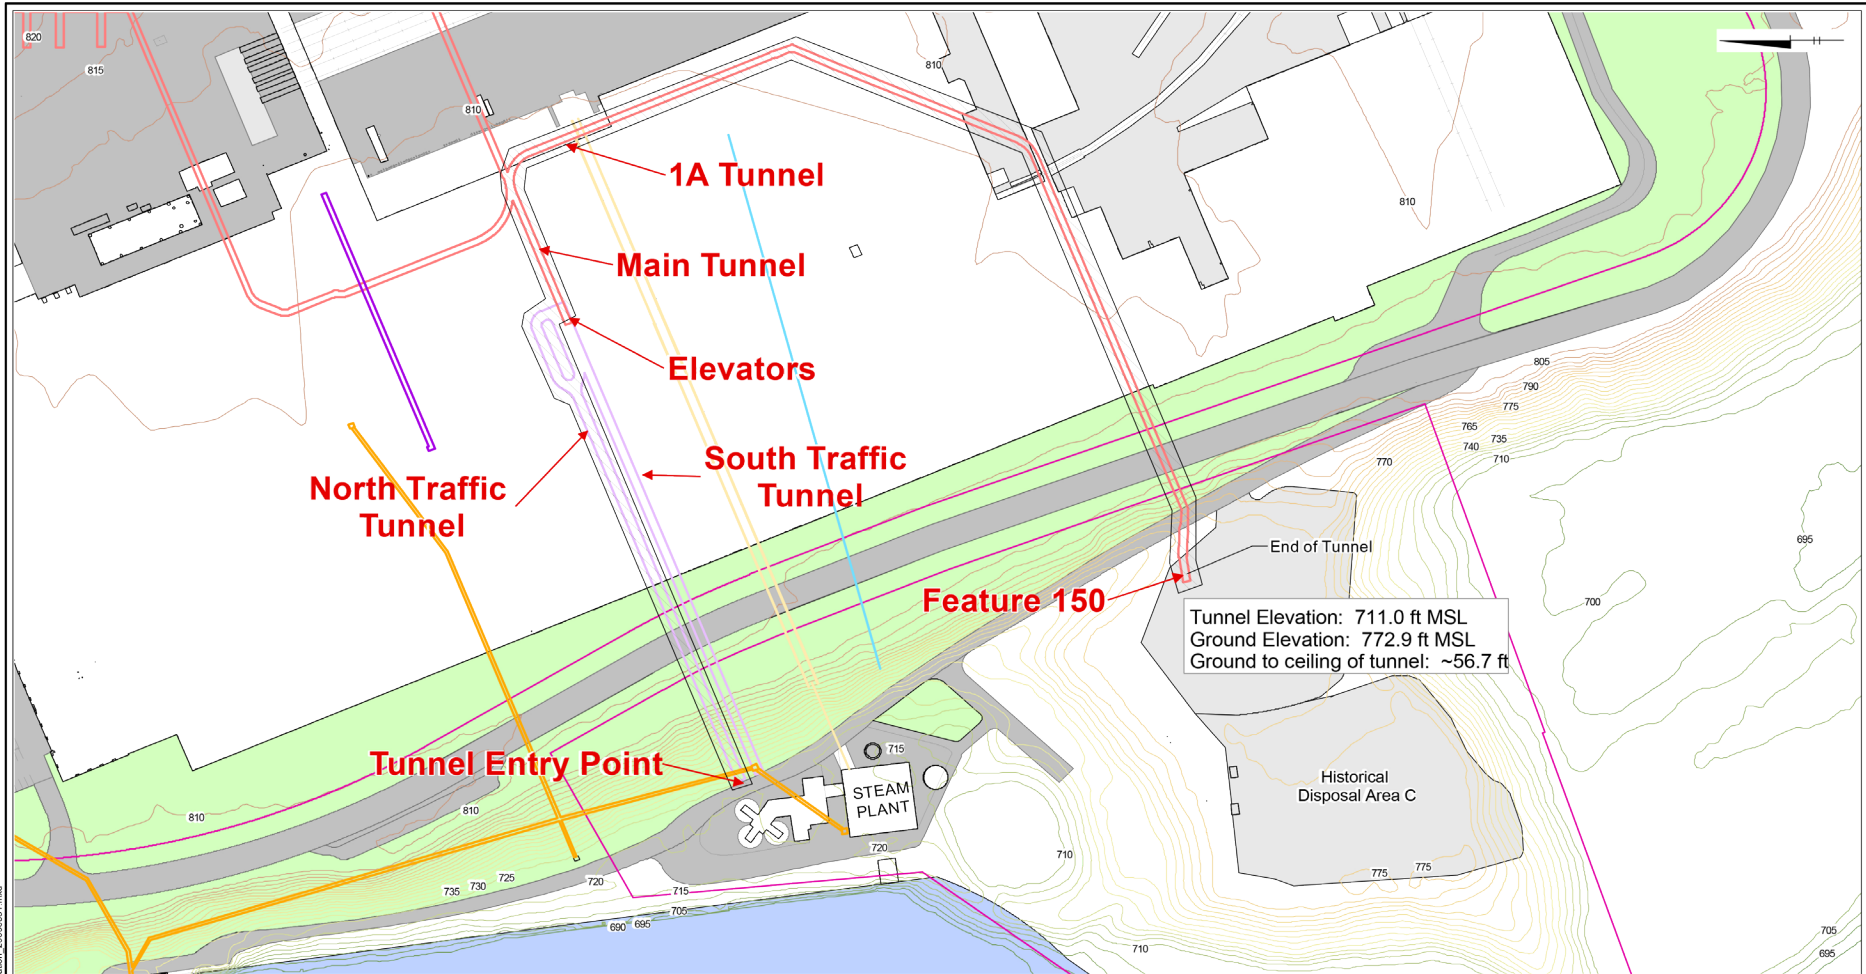 820
815
810
810
1A Tunnel
810
Main Tunnel
Elevators
805
790
775
765
735
740
710
770
South Traffic
Tunnel
North Traffic
Tunnel
695
End of Tunnel
Feature 150
700
Tunnel Elevation: 711.0 ft MSL
Ground Elevation: 772.9 ft MSL
Ground to ceiling of tunnel: ~56.7 ft
715
Tunnel Entry Point
STEAM
PLANT
Historical
Disposal Area C
810
810
720
710
775
775
735
730
725
720
715
705
690
695
710
705
695